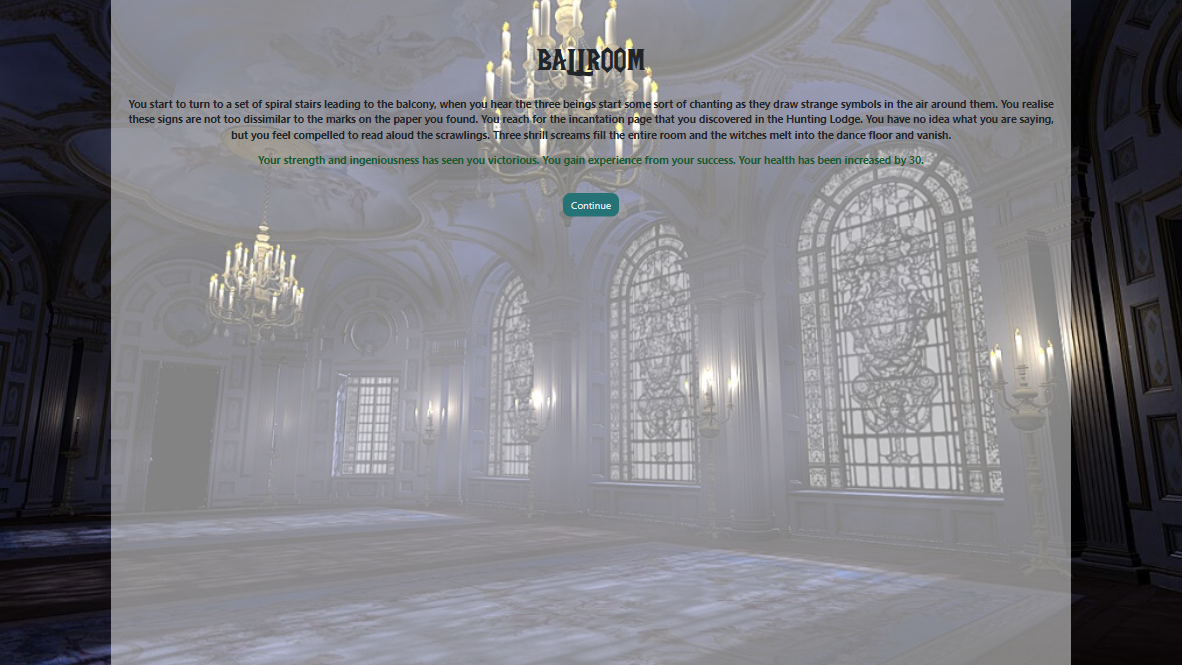 BALLROOM
You start to turn to a set of spiral stairs leading to the balcony, when you hear the three beings start some sort of chanting as they draw strange symbols in the air around them. You realise
these signs are not too dissimilar to the marks on the paper you found. You reach for the incantation page that you discovered in the Hunting Lodge. You have no idea what you are saying,
but you feel compelled to read aloud the scrawlings. Three shrill screams fill the entire room and the witches melt into the dance floor and vanish.
Your strength and ingeniousness has seen you victorious. You gain experience from your success. Your health has been increased by 30.
Continue